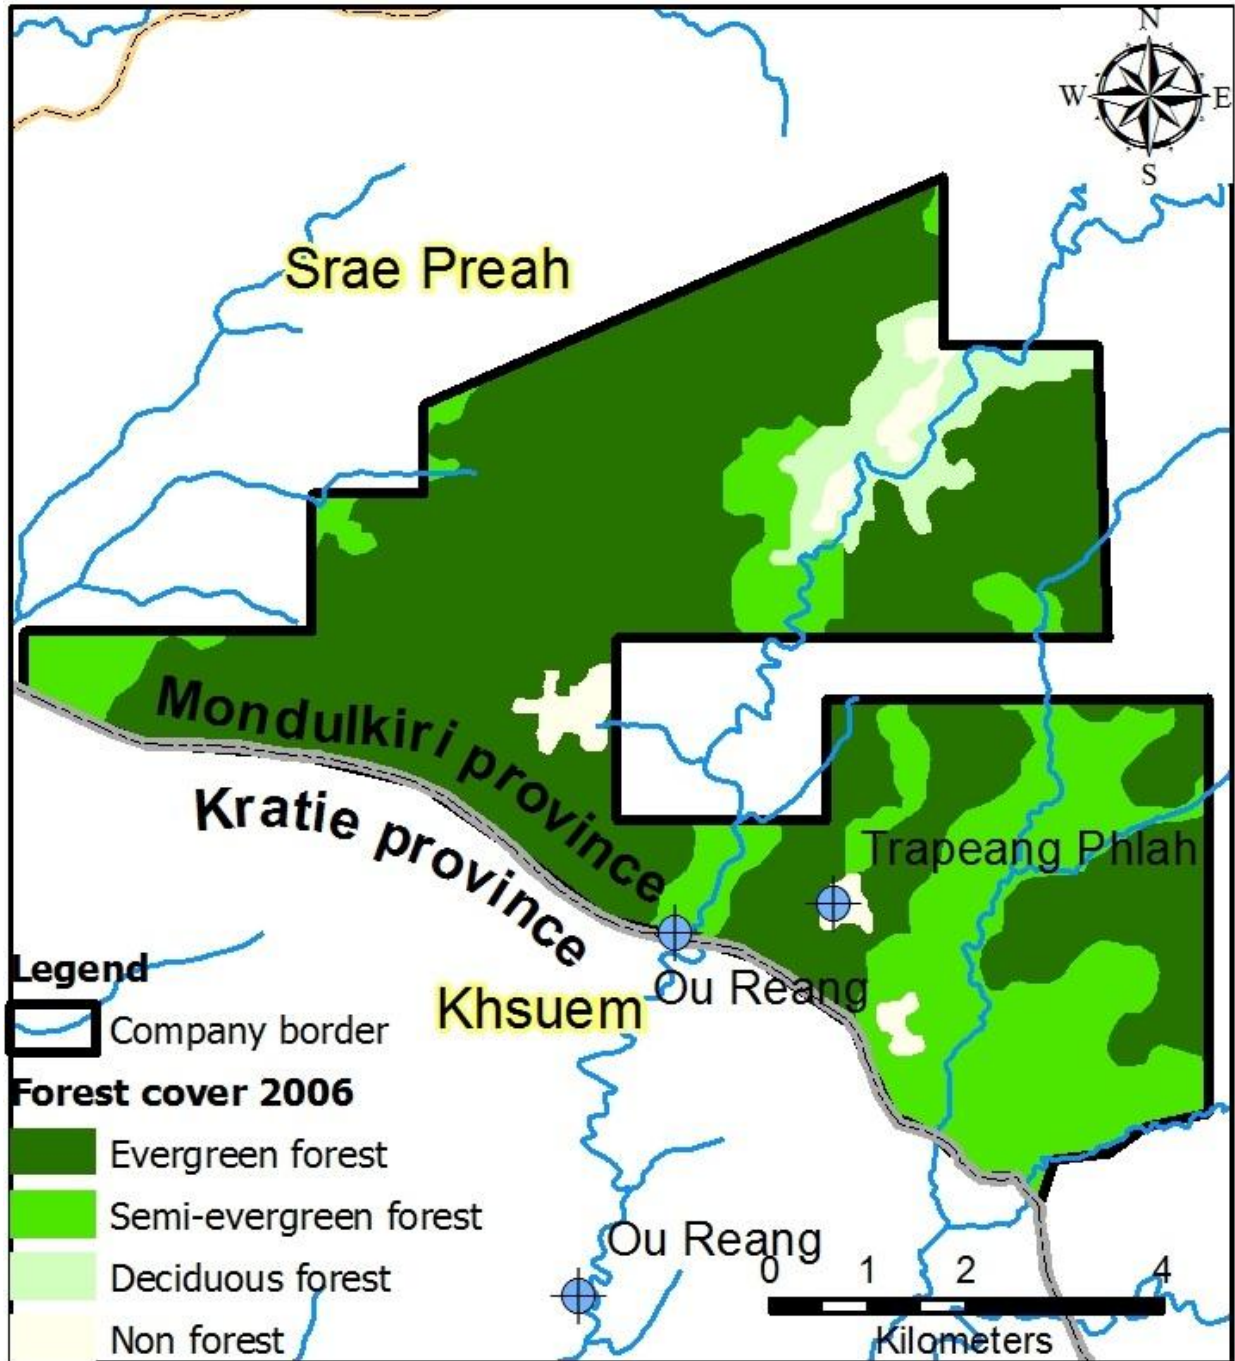 N
W E
S
Srae Preah
Mondulkiri province
Kratie province
Trapeang Phlah
Ou Reang
Khsuem
Legend
Company border
Forest cover 2006
Evergreen forest
Semi-evergreen forest
Deciduous forest
Non forest
Ou Reang
0 1 2 4
Kilometers